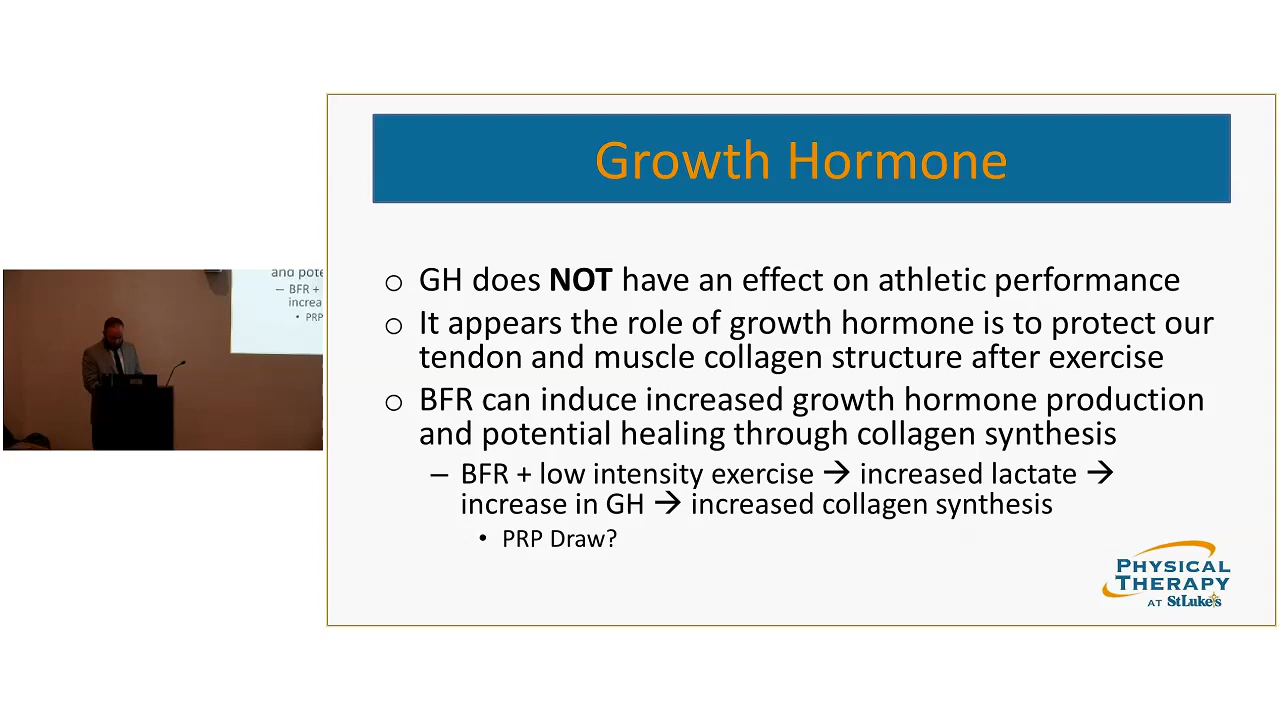 Growth Hormone
o GH does NOT have an effect on athletic performance
o It appears the role of growth hormone is to protect our
tendon and muscle collagen structure after exercise
o BFR can induce increased growth hormone production
and potential healing through collagen synthesis
– BFR + low intensity exercise → increased lactate →
increase in GH → increased collagen synthesis
• PRP Draw?
PHYSICAL
THERAPY
AT StLuke's
and pote
– BFR +
increa
• PRP